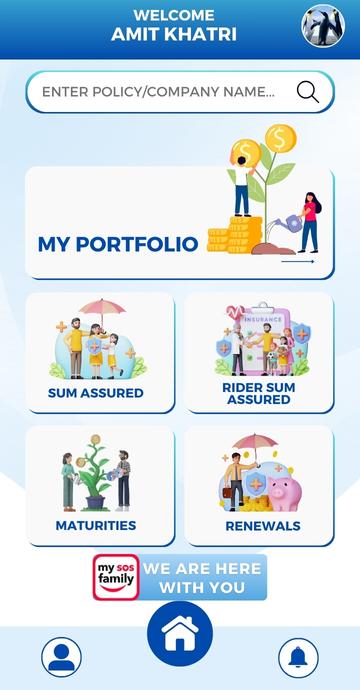 WELCOME
AMIT KHATRI
ENTER POLICY/COMPANY NAME...
MY PORTFOLIO
SUM ASSURED
INSURANCE
RIDER SUM
ASSURED
MATURITIES
RENEWALS
my sos
family
WE ARE HERE
WITH YOU